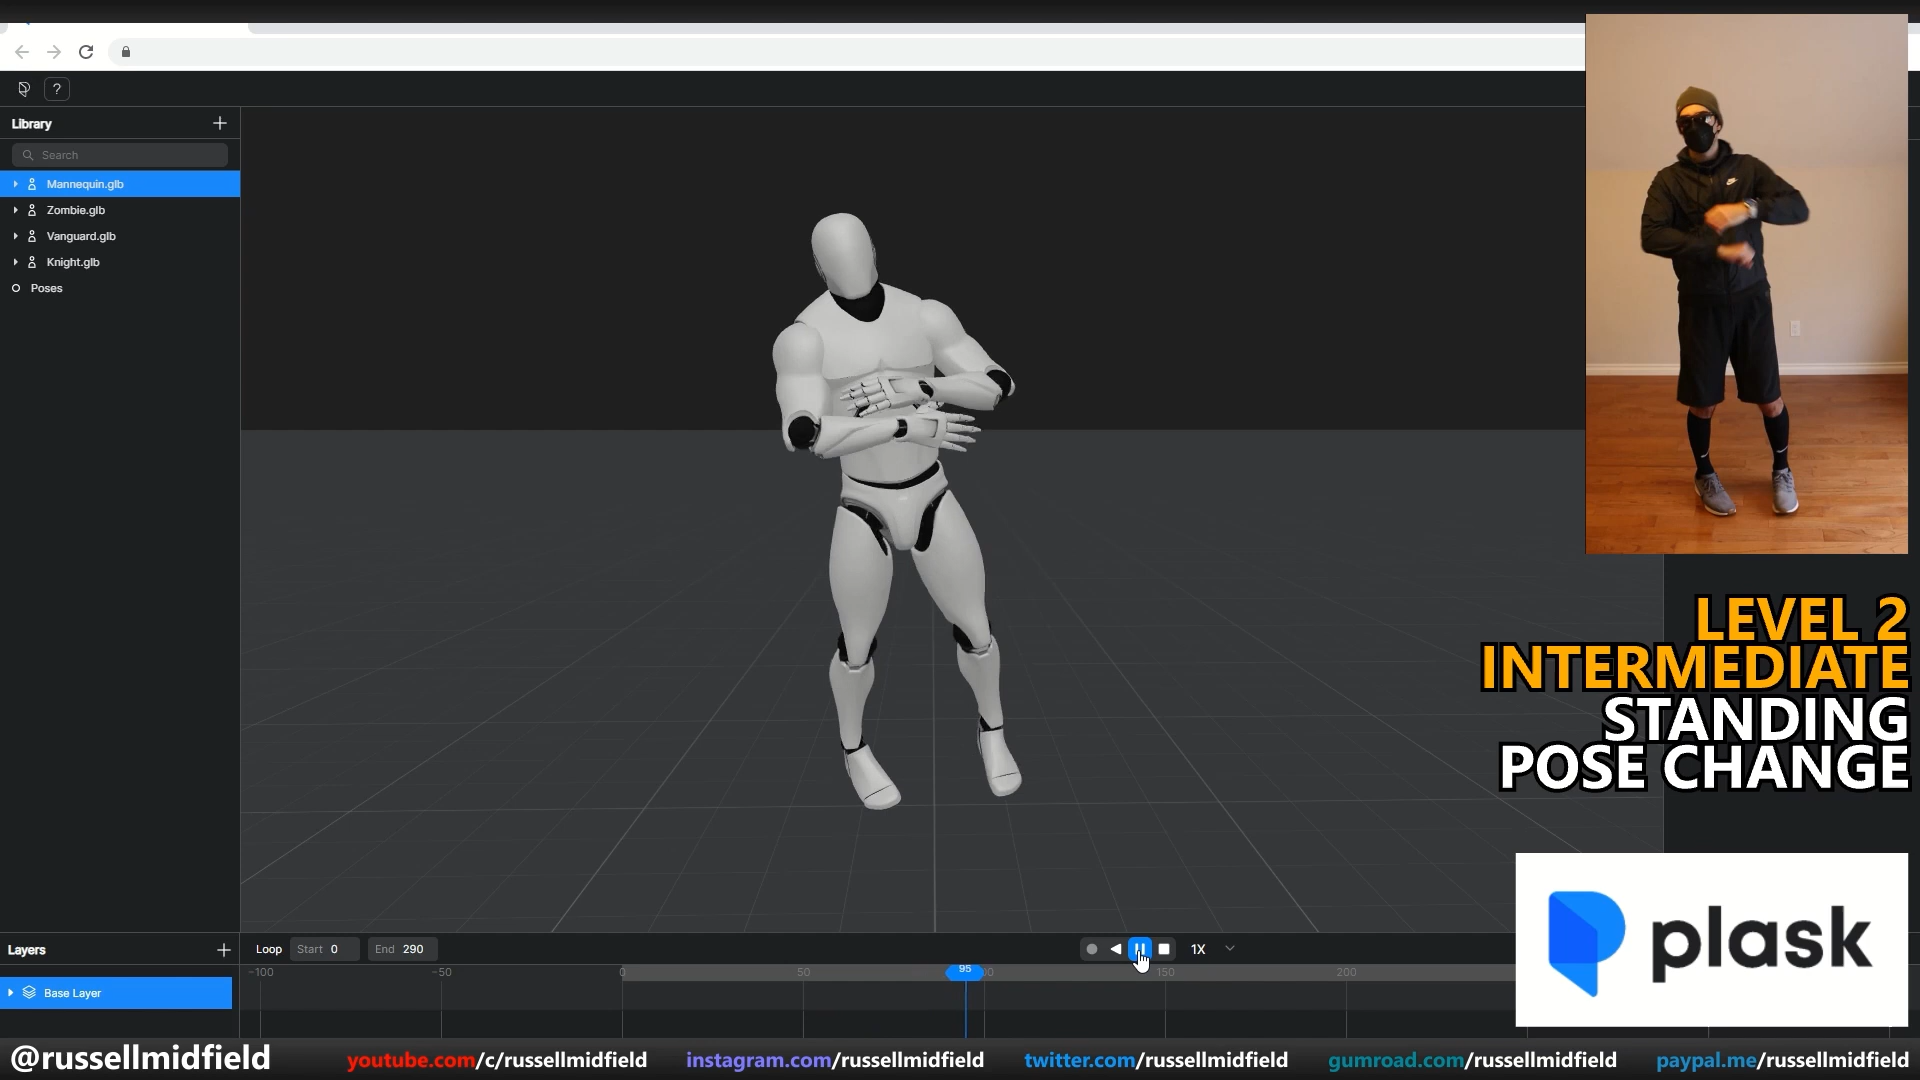 ?
Library
Search
Mannequin.glb
Zombie.glb
Vanguard.glb
Knight.glb
Poses
LEVEL 2
INTERMEDIATE
STANDING
POSE CHANGE
plask
Layers
Loop Start 0 End 290 1X
-100 -50 0 50 95 150 200
Base Layer
@russellmidfield youtube.com/c/russellmidfield instagram.com/russellmidfield twitter.com/russellmidfield gumroad.com/russellmidfield paypal.me/russellmidfield